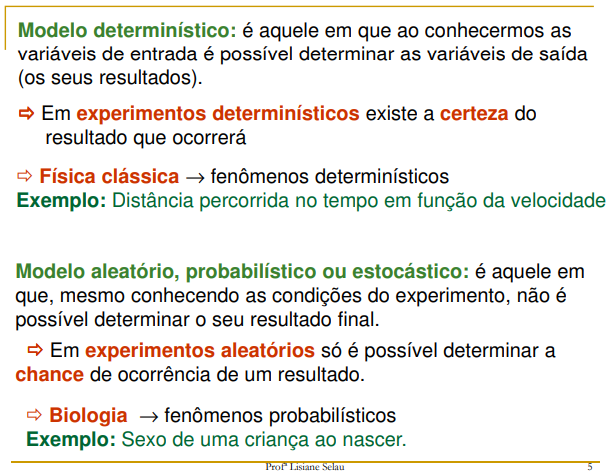 Modelo determinístico: é aquele em que ao conhecermos as
variáveis de entrada é possível determinar as variáveis de saída
(os seus resultados).
⇨ Em experimentos determinísticos existe a certeza do
resultado que ocorrerá
⇨ Física clássica → fenômenos determinísticos
Exemplo: Distância percorrida no tempo em função da velocidade
Modelo aleatório, probabilístico ou estocástico: é aquele em
que, mesmo conhecendo as condições do experimento, não é
possível determinar o seu resultado final.
⇨ Em experimentos aleatórios só é possível determinar a
chance de ocorrência de um resultado.
⇨ Biologia → fenômenos probabilísticos
Exemplo: Sexo de uma criança ao nascer.
Profª Lisiane Selau 5